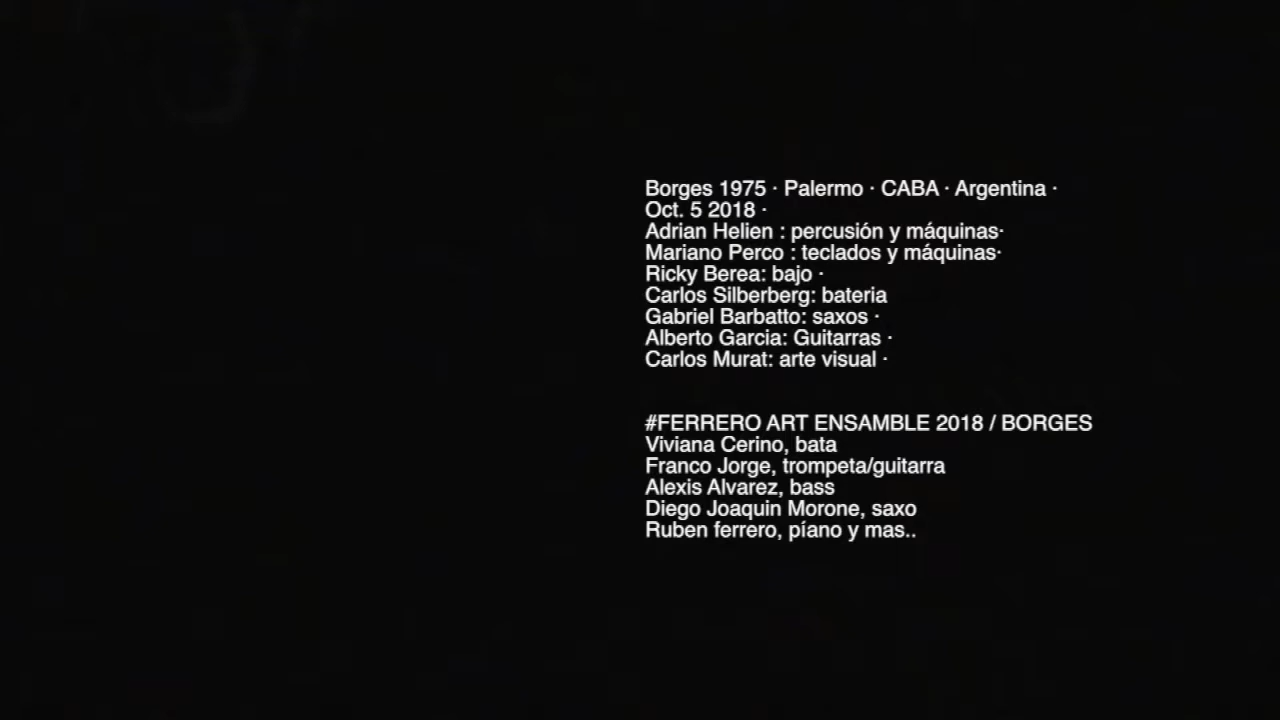 Borges 1975 · Palermo · CABA · Argentina ·
Oct. 5 2018 ·
Adrian Helien : percusión y máquinas·
Mariano Perco : teclados y máquinas·
Ricky Berea: bajo ·
Carlos Silberberg: bateria
Gabriel Barbatto: saxos ·
Alberto Garcia: Guitarras ·
Carlos Murat: arte visual ·
#FERRERO ART ENSAMBLE 2018 / BORGES
Viviana Cerino, bata
Franco Jorge, trompeta/guitarra
Alexis Alvarez, bass
Diego Joaquin Morone, saxo
Ruben ferrero, píano y mas..